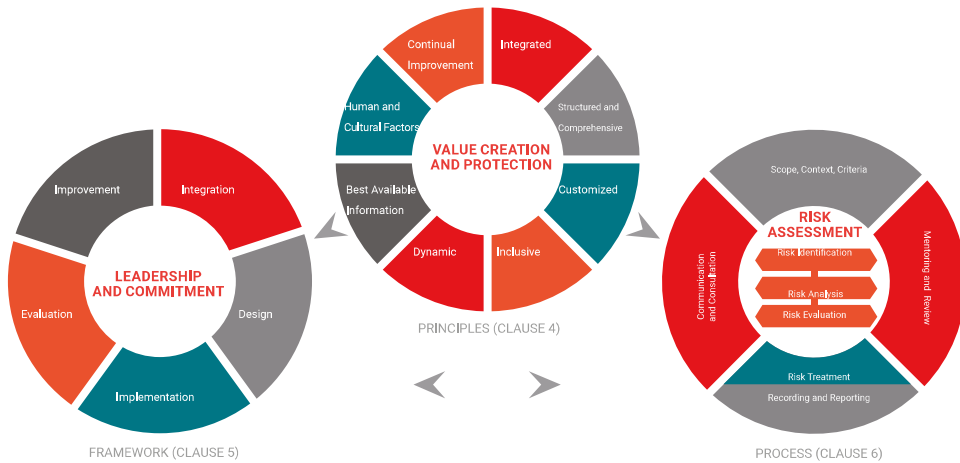 Continual
Improvement
Integrated
Human and
Cultural Factors
Structured and
Comprehensive
VALUE CREATION
AND PROTECTION
Best Available
Information
Customized
Dynamic
Inclusive
PRINCIPLES (CLAUSE 4)
Improvement
Integration
LEADERSHIP
AND COMMITMENT
Evaluation
Design
Implementation
FRAMEWORK (CLAUSE 5)
Scope, Context, Criteria
RISK
ASSESSMENT
Risk Identification
Risk Analysis
Risk Evaluation
Communication
and Consultation
Mentoring and Review
Risk Treatment
Recording and Reporting
PROCESS (CLAUSE 6)